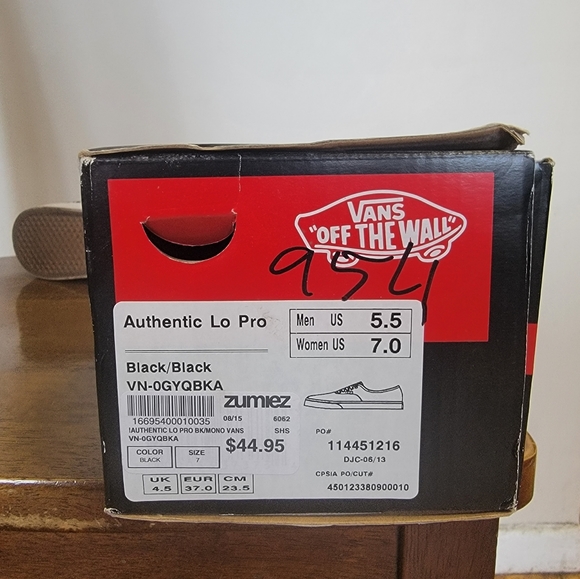 VANS
"OFF THE WALL"
954
Authentic Lo Pro
Men US 5.5
Women US 7.0
Black/Black
VN-0GYQBKA
zumiez
16695400010035
08/15 6062
!AUTHENTIC LO PRO BK/MONO VANS SHS
VN-0GYQBKA
$44.95
COLOR
BLACK
SIZE
7
PO#
114451216
DJC-06/13
CPSIA PO/CUT#
450123380900010
UK EUR CM
4.5 37.0 23.5